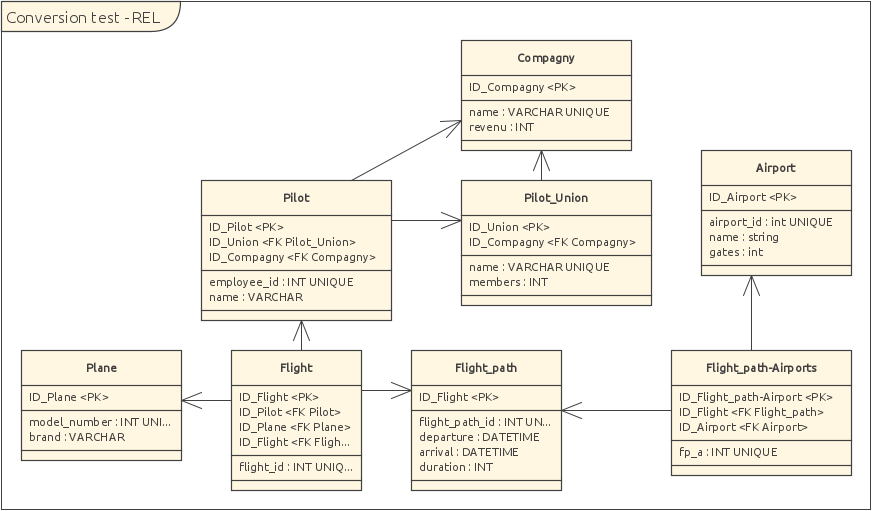 Conversion test -REL
Compagny
ID_Compagny <PK>
name : VARCHAR UNIQUE
revenu : INT
Airport
ID_Airport <PK>
airport_id : int UNIQUE
name : string
gates : int
Pilot
ID_Pilot <PK>
ID_Union <FK Pilot_Union>
ID_Compagny <FK Compagny>
employee_id : INT UNIQUE
name : VARCHAR
Pilot_Union
ID_Union <PK>
ID_Compagny <FK Compagny>
name : VARCHAR UNIQUE
members : INT
Plane
ID_Plane <PK>
model_number : INT UNI...
brand : VARCHAR
Flight
ID_Flight <PK>
ID_Pilot <FK Pilot>
ID_Plane <FK Plane>
ID_Flight <FK Fligh...
flight_id : INT UNIQ...
Flight_path
ID_Flight <PK>
flight_path_id : INT UN...
departure : DATETIME
arrival : DATETIME
duration : INT
Flight_path-Airports
ID_Flight_path-Airport <PK>
ID_Flight <FK Flight_path>
ID_Airport <FK Airport>
fp_a : INT UNIQUE